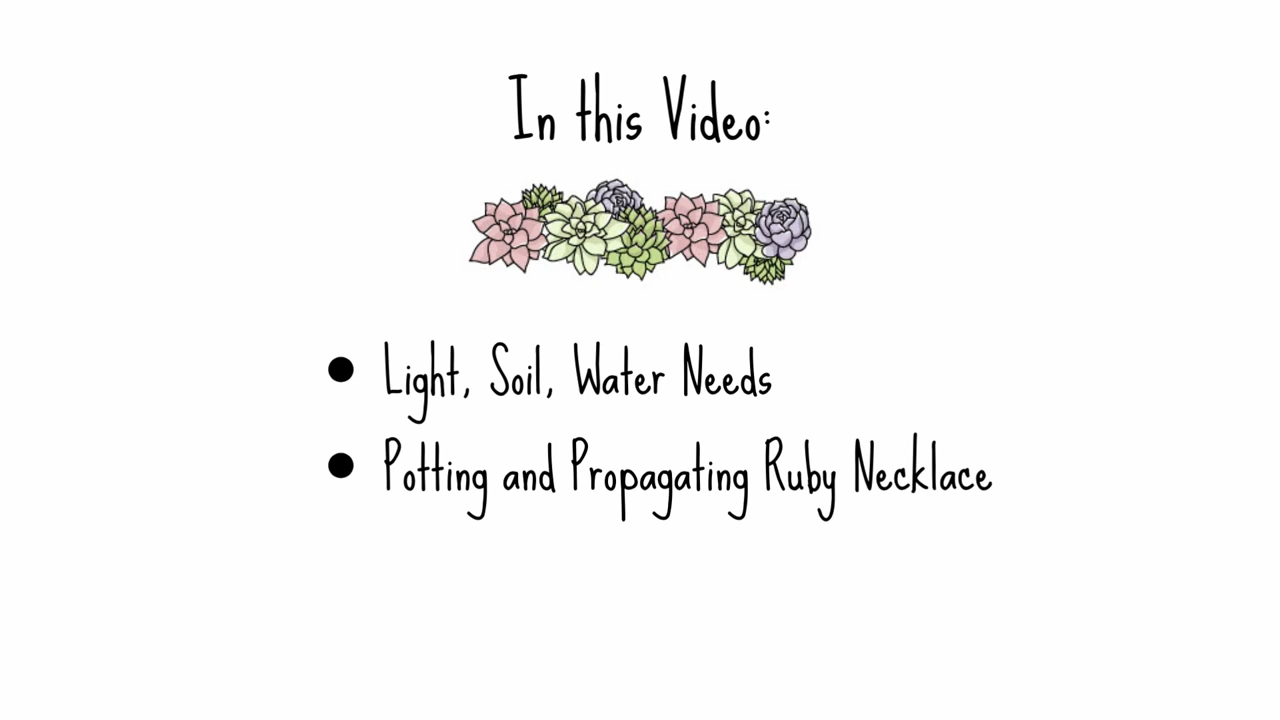 In this Video:
• Light, Soil, Water Needs
• Potting and Propagating Ruby Necklace